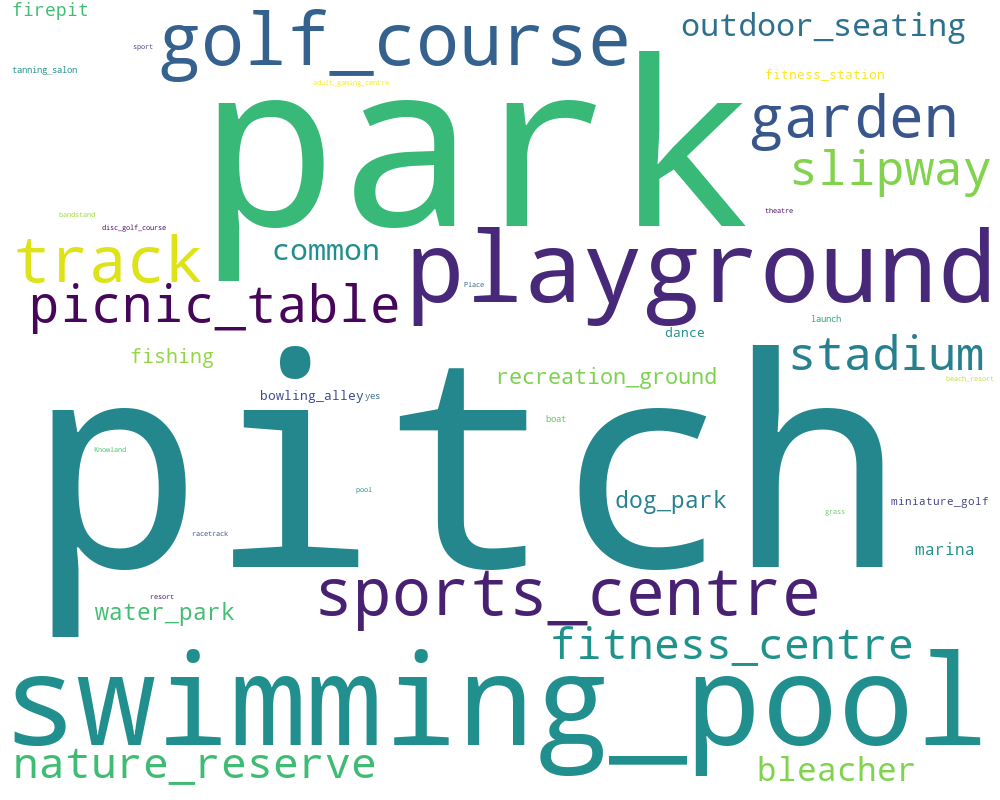 firepit
golf_course
outdoor_seating
sport
tanning_salon
adult_gaming_centre
fitness_station
park
garden
slipway
bandstand
theatre
disc_golf_course
track
common
playground
picnic_table
Place
launch
dance
fishing
stadium
recreation_ground
beach_resort
bowling_alley
yes
pitch
boat
Knowland
pool
dog_park
miniature_golf
grass
racetrack
marina
resort
sports_centre
water_park
fitness_centre
swimming_pool
nature_reserve
bleacher